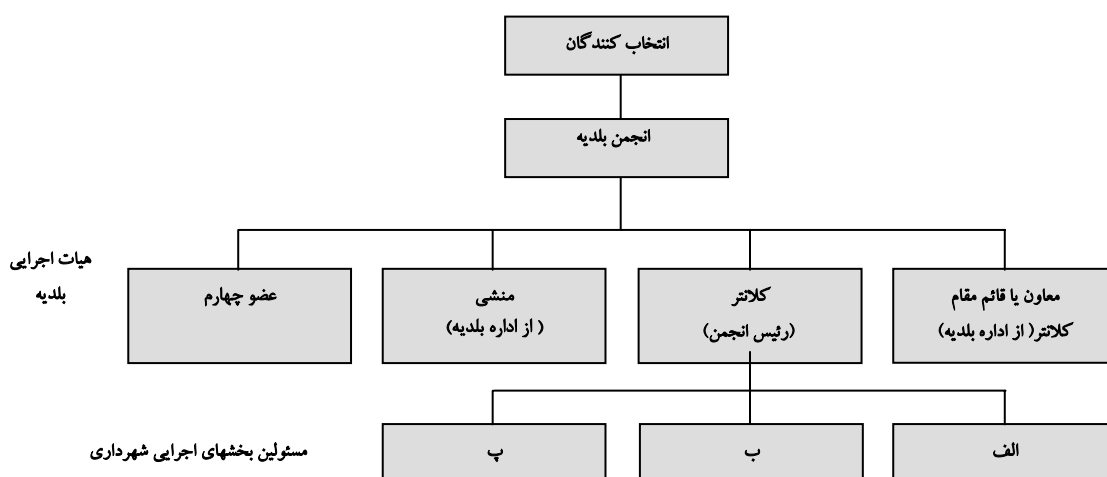 انتخاب کنندگان
انجمن بلدیه
هیات اجرایی
بلدیه
معاون یا قائم مقام
کلانتر( از اداره بلدیه)
کلانتر
(رئیس انجمن)
منشی
( از اداره بلدیه)
عضو چهارم
مسئولین بخشهای اجرایی شهرداری
الف
ب
پ